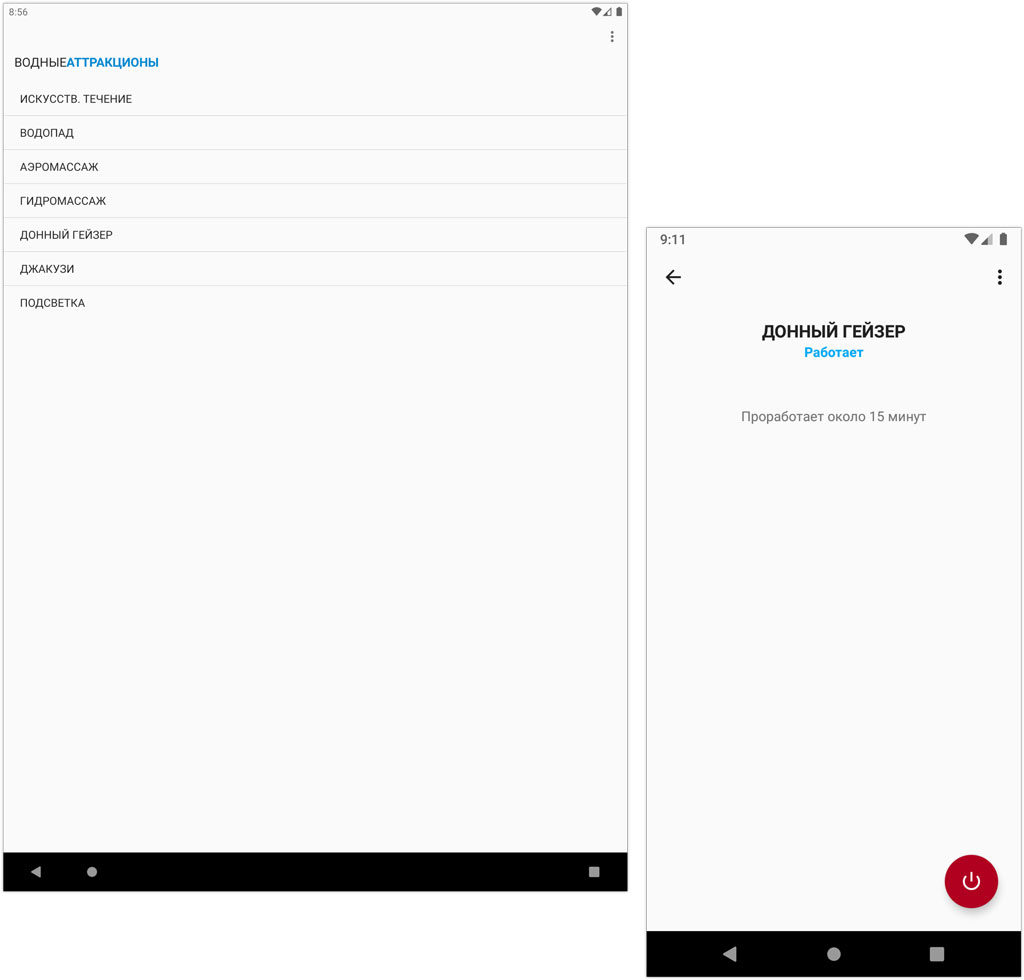 8:56
ВОДНЫЕАТТРАКЦИОНЫ
ИСКУССТВ. ТЕЧЕНИЕ
ВОДОПАД
АЭРОМАССАЖ
ГИДРОМАССАЖ
ДОННЫЙ ГЕЙЗЕР
ДЖАКУЗИ
ПОДСВЕТКА
9:11
ДОННЫЙ ГЕЙЗЕР
Работает
Проработает около 15 минут